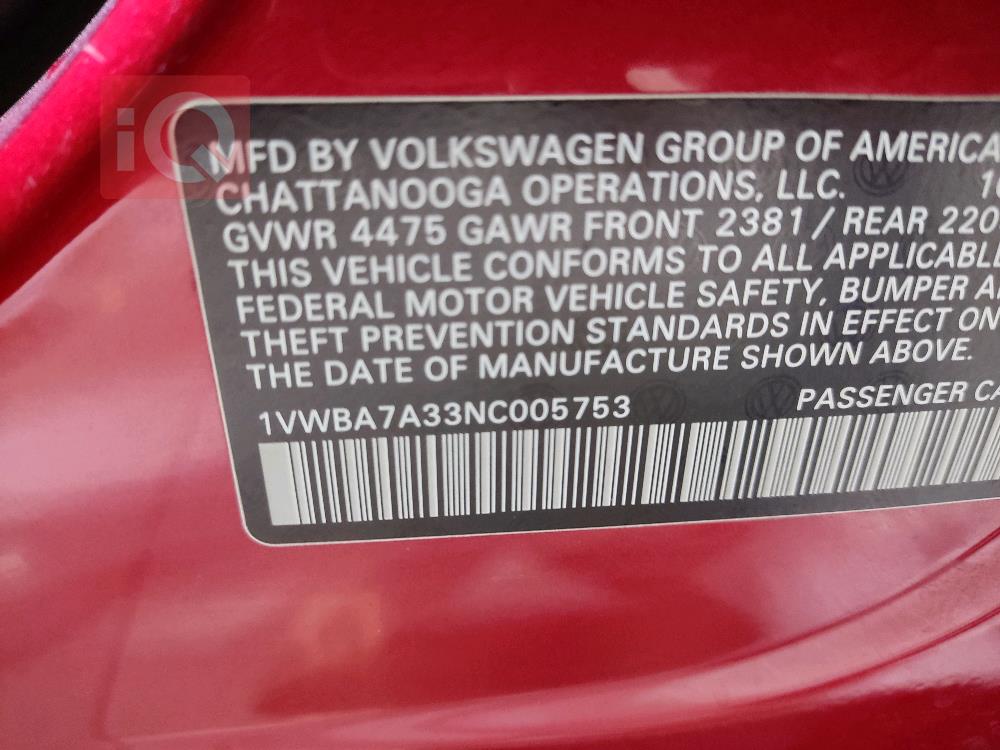 iQ
MFD BY VOLKSWAGEN GROUP OF AMERICA
CHATTANOOGA OPERATIONS, LLC.
GVWR 4475 GAWR FRONT 2381 / REAR 220
THIS VEHICLE CONFORMS TO ALL APPLICABLE
FEDERAL MOTOR VEHICLE SAFETY, BUMPER A
THEFT PREVENTION STANDARDS IN EFFECT ON
THE DATE OF MANUFACTURE SHOWN ABOVE.
1VWBA7A33NC005753 PASSENGER CA